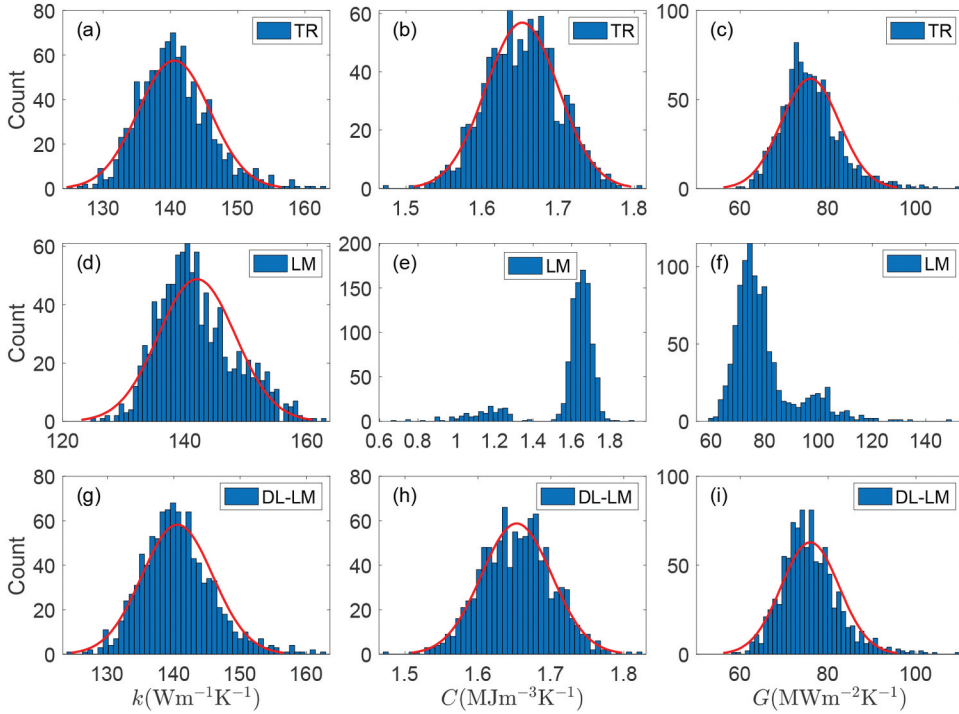 (a) TR
80
60
40
20
0
Count
130 140 150 160
(b) TR
60
40
20
0
1.5 1.6 1.7 1.8
(c) TR
100
50
0
60 80 100
(d) LM
60
40
20
0
Count
120 140 160
(e) LM
200
150
100
50
0
0.6 0.8 1 1.2 1.4 1.6 1.8
(f) LM
100
50
0
60 80 100 120 140
(g) DL-LM
80
60
40
20
0
Count
130 140 150 160
k(Wm⁻¹K⁻¹)
(h) DL-LM
80
60
40
20
0
1.5 1.6 1.7 1.8
C(MJm⁻³K⁻¹)
(i) DL-LM
100
50
0
60 80 100
G(MWm⁻²K⁻¹)